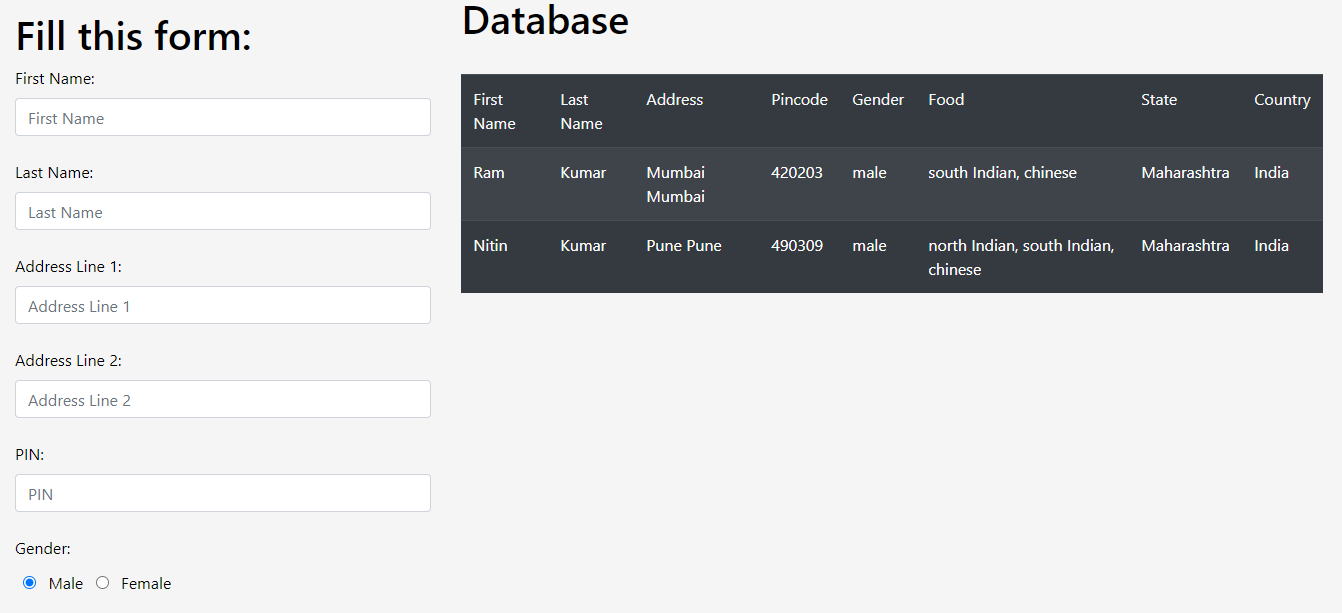 Fill this form:
First Name:
First Name
Last Name:
Last Name
Address Line 1:
Address Line 1
Address Line 2:
Address Line 2
PIN:
PIN
Gender:
Male Female
Database
First Name Last Name Address Pincode Gender Food State Country
Ram Kumar Mumbai Mumbai 420203 male south Indian, chinese Maharashtra India
Nitin Kumar Pune Pune 490309 male north Indian, south Indian, chinese Maharashtra India